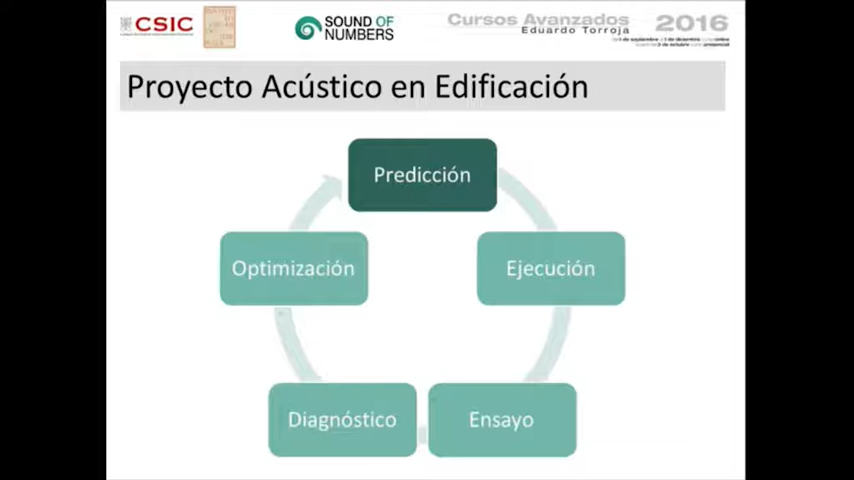 CSIC
SOUND OF
NUMBERS
Cursos Avanzados
Eduardo Torroja
2016
Proyecto Acústico en Edificación
Predicción
Optimización
Ejecución
Diagnóstico
Ensayo